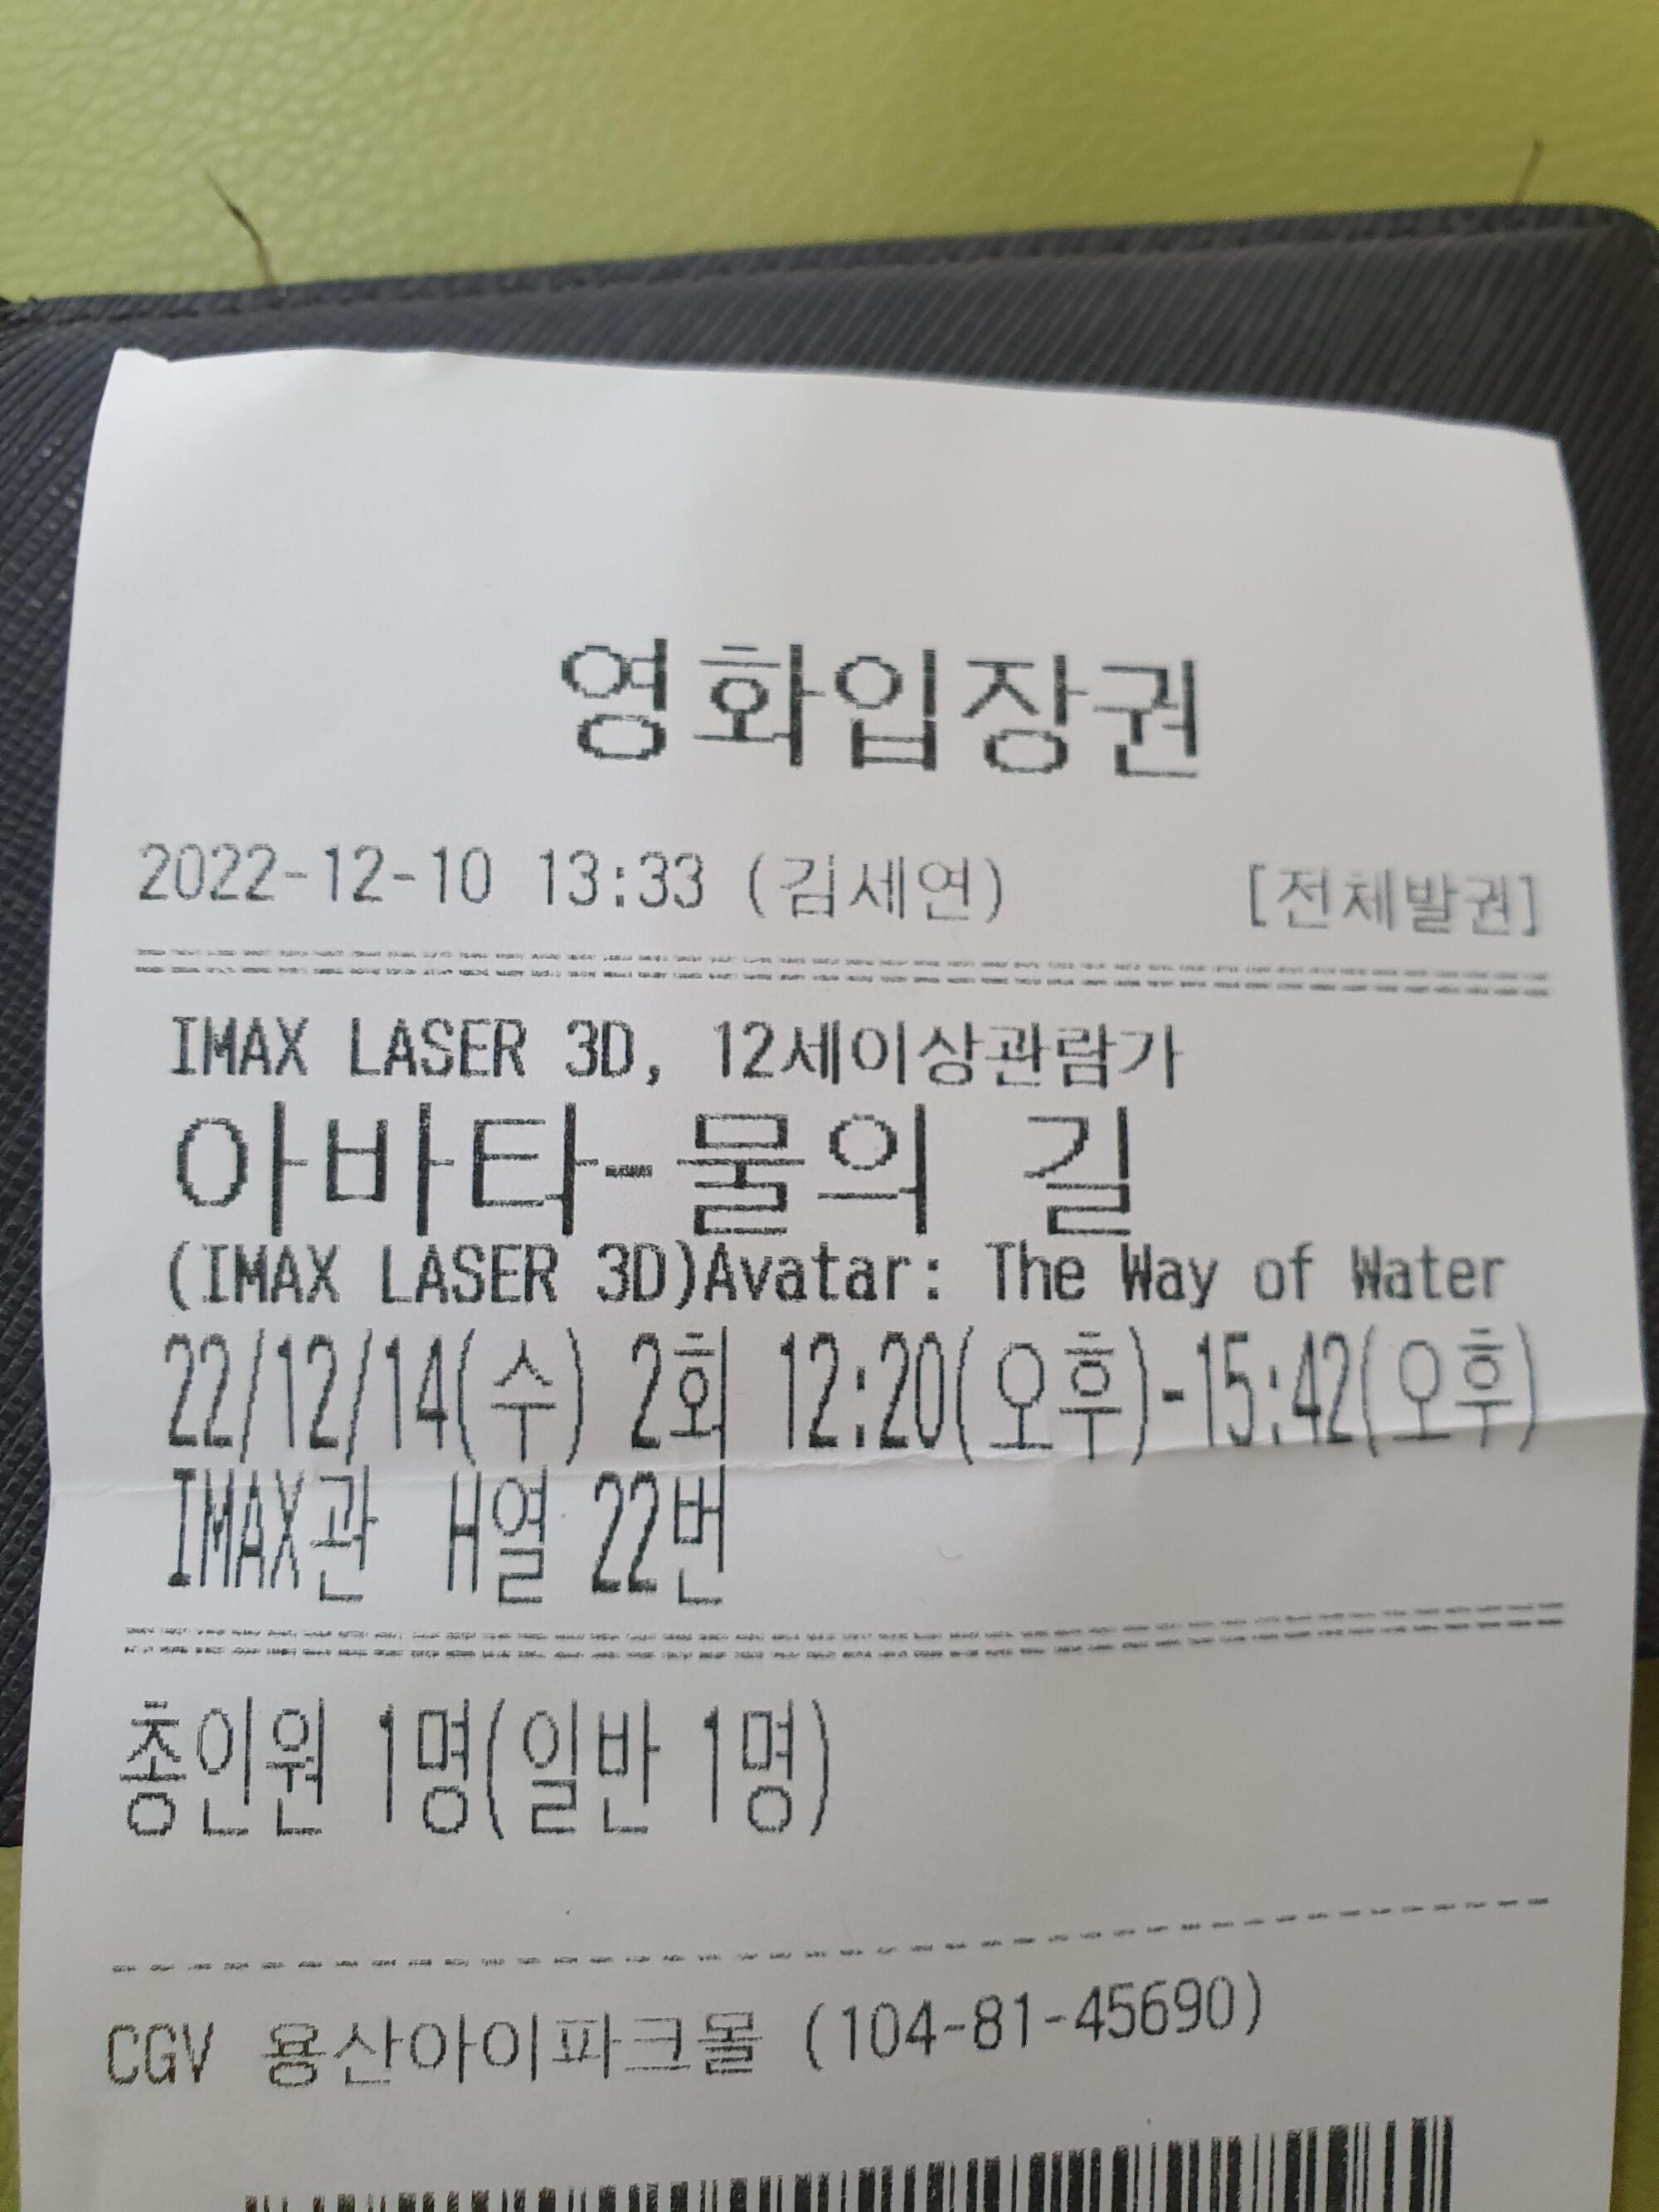 영화입장권
2022-12-10 13:33 (김세연) [전체발권]
IMAX LASER 3D, 12세이상관람가
아바타-물의 길
(IMAX LASER 3D)Avatar: The Way of Water
22/12/14(수) 2회 12:20(오후)-15:42(오후)
IMAX관 H열 22번
총인원 1명(일반 1명)
CGV 용산아이파크몰 (104-81-45690)